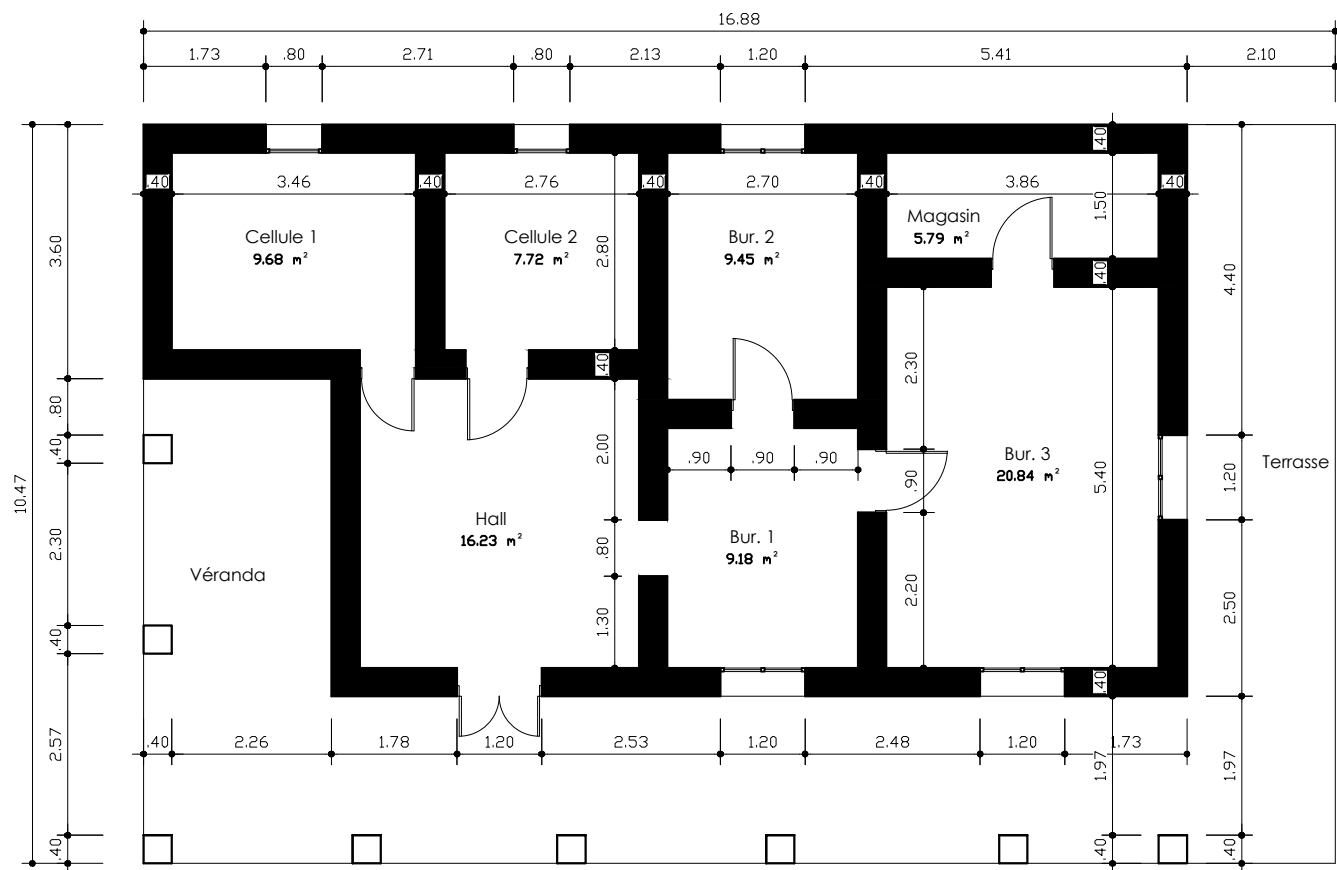 16.88
1.73 .80 2.71 .80 2.13 1.20 5.41 2.10
.40 3.46 .40 2.76 .40 2.70 .40 3.86 .40
.40
1.50
.40
5.40
.40
1.97
.40
Cellule 1
9.68 m²
Cellule 2
7.72 m²
2.80
.40
2.00
.80
1.30
Bur. 2
9.45 m²
Magasin
5.79 m²
.90 .90 .90
2.30
.90
2.20
Bur. 3
20.84 m²
Hall
16.23 m²
Bur. 1
9.18 m²
Véranda
Terrasse
10.47
3.60
.80
.40
2.30
.40
2.57
.40
4.40
1.20
2.50
1.97
.40
.40 2.26 1.78 1.20 2.53 1.20 2.48 1.20 1.73